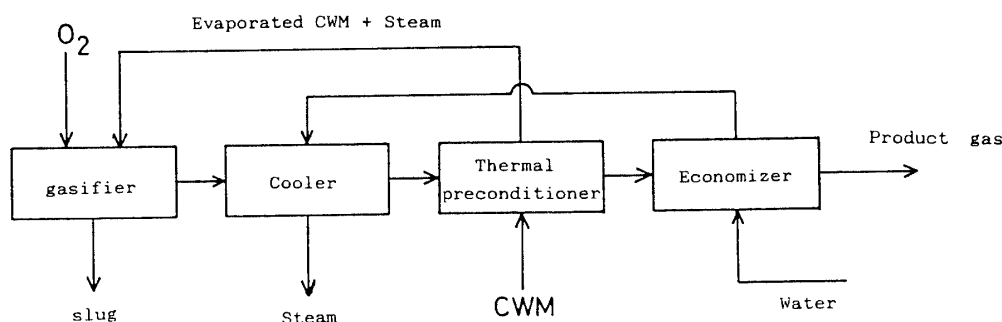 Evaporated CWM + Steam
O2
Product gas
gasifier
Cooler
Thermal
preconditioner
Economizer
slug
Steam
CWM
Water